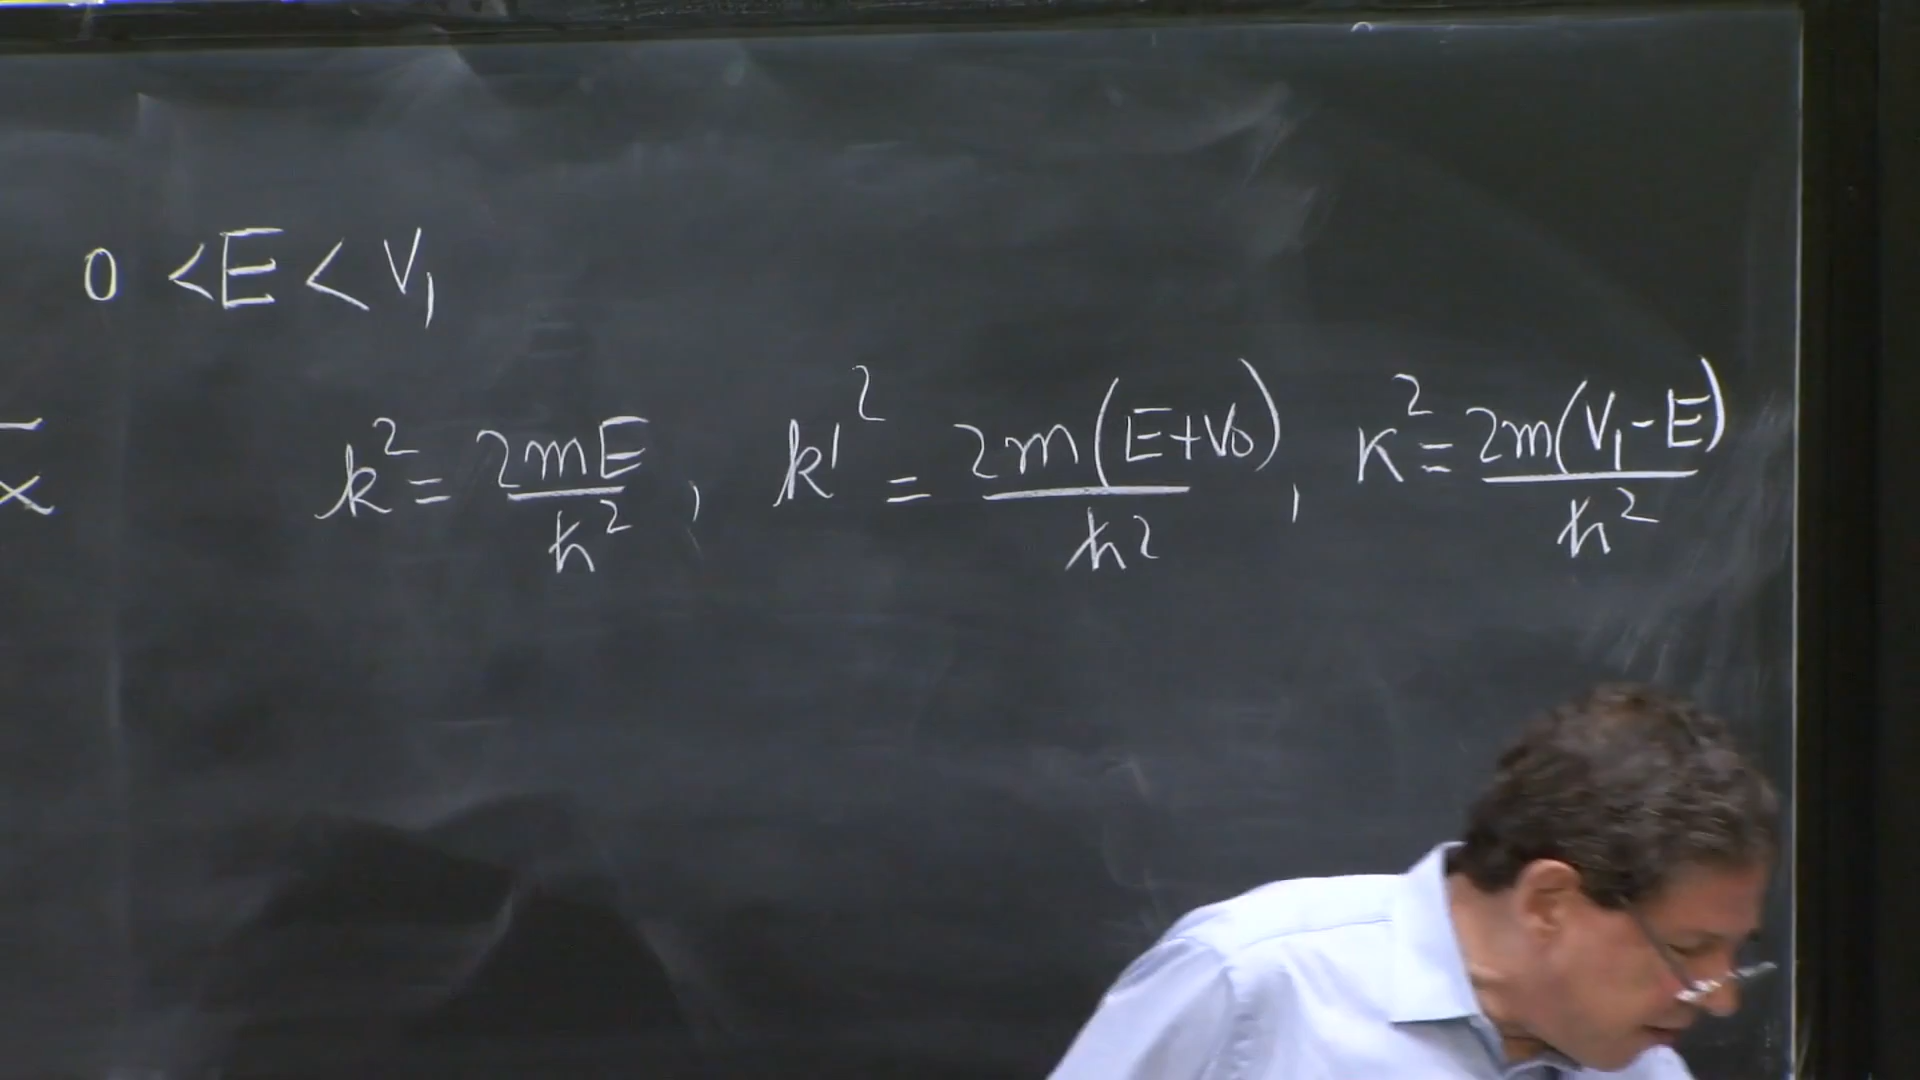 0 < E < V₁
k² = 2mE/ħ² , k'² = 2m(E+V₀)/ħ² , κ² = 2m(V₁-E)/ħ²
x